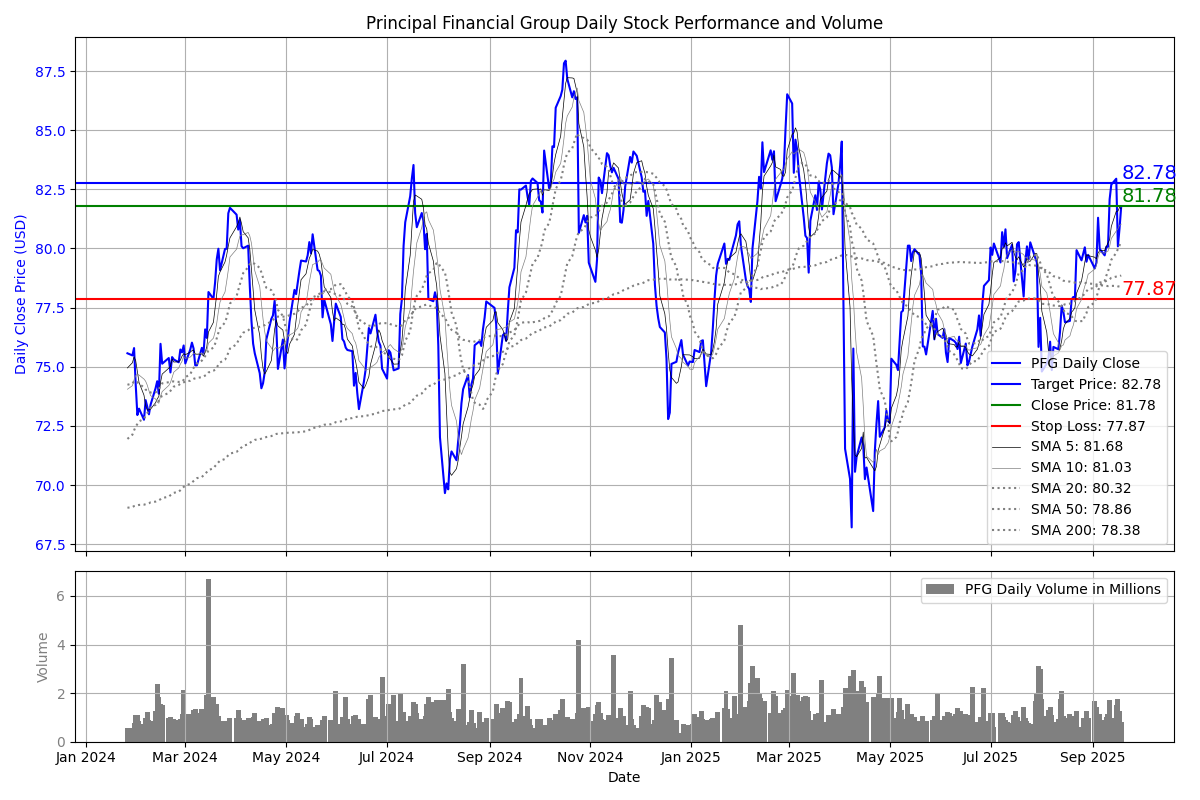 Principal Financial Group Daily Stock Performance and Volume
87.5
85.0
82.5
80.0
77.5
75.0
72.5
70.0
67.5
Daily Close Price (USD)
82.78
81.78
77.87
PFG Daily Close
Target Price: 82.78
Close Price: 81.78
Stop Loss: 77.87
SMA 5: 81.68
SMA 10: 81.03
SMA 20: 80.32
SMA 50: 78.86
SMA 200: 78.38
6
4
2
0
Volume
PFG Daily Volume in Millions
Jan 2024 Mar 2024 May 2024 Jul 2024 Sep 2024 Nov 2024 Jan 2025 Mar 2025 May 2025 Jul 2025 Sep 2025
Date